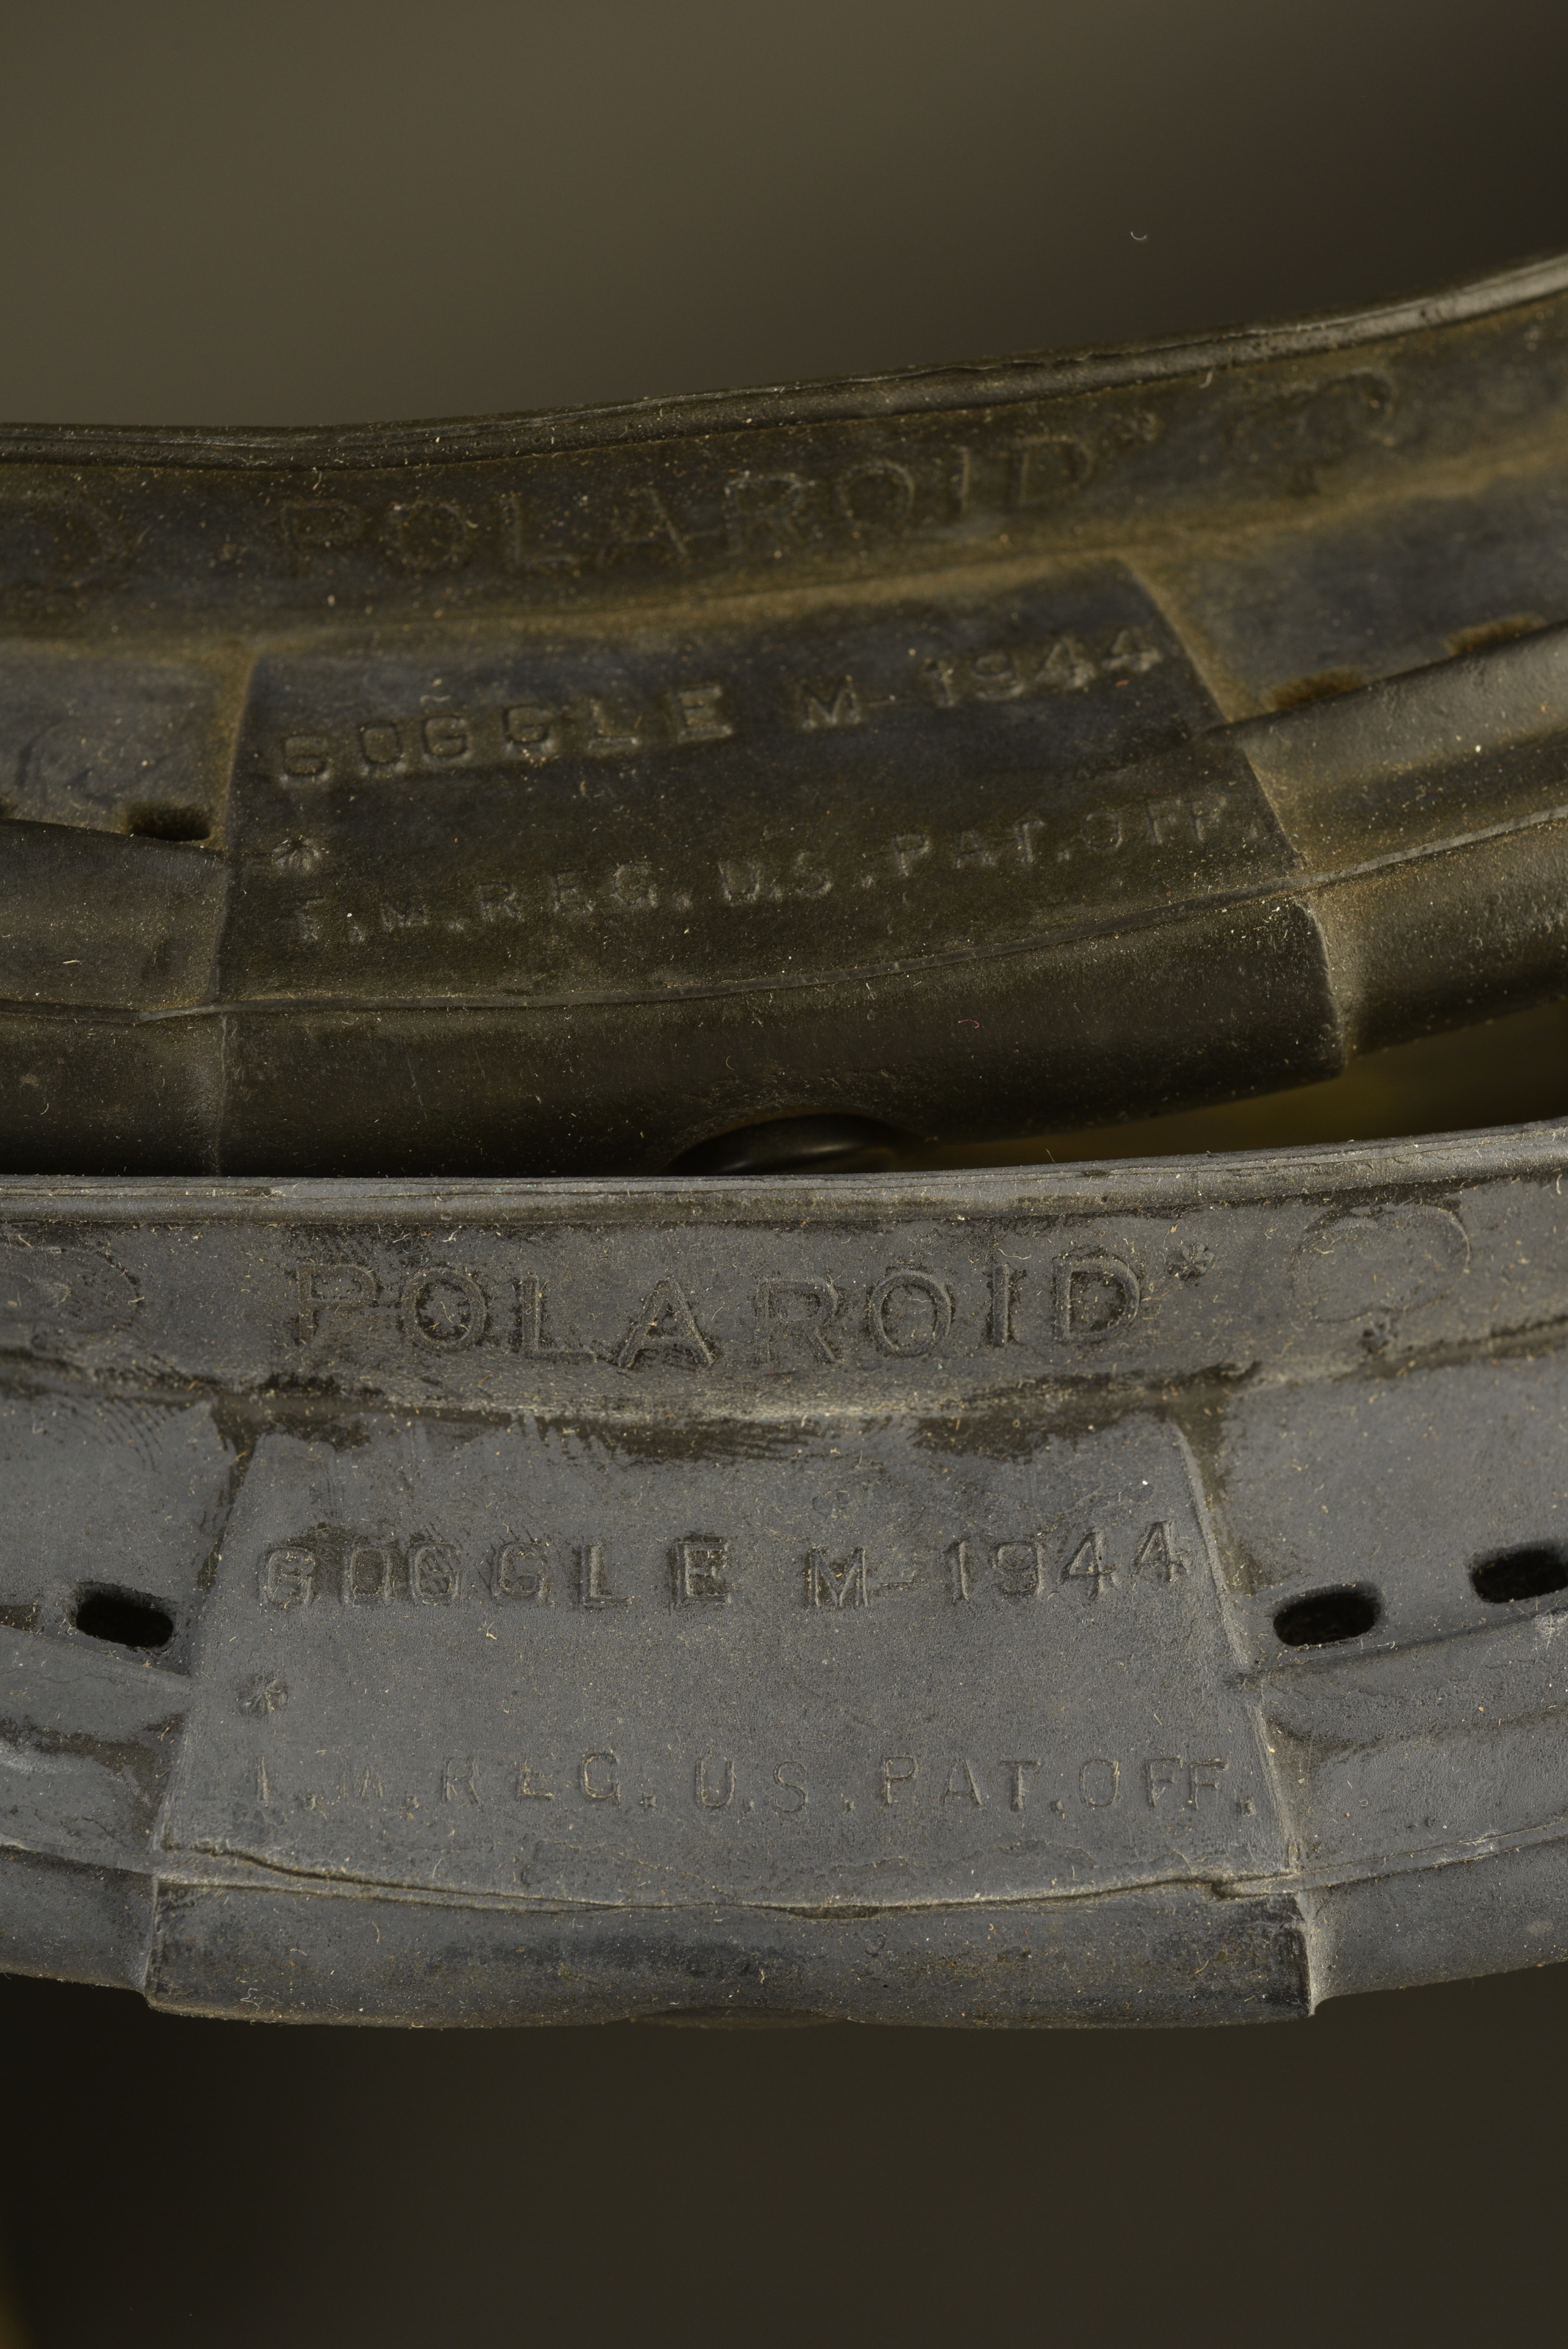 POLAROID*
GOGGLE M-1944
*
T.M.REG.U.S.PAT.OFF.
POLAROID*
GOGGLE M-1944
*
T.M.REG.U.S.PAT.OFF.